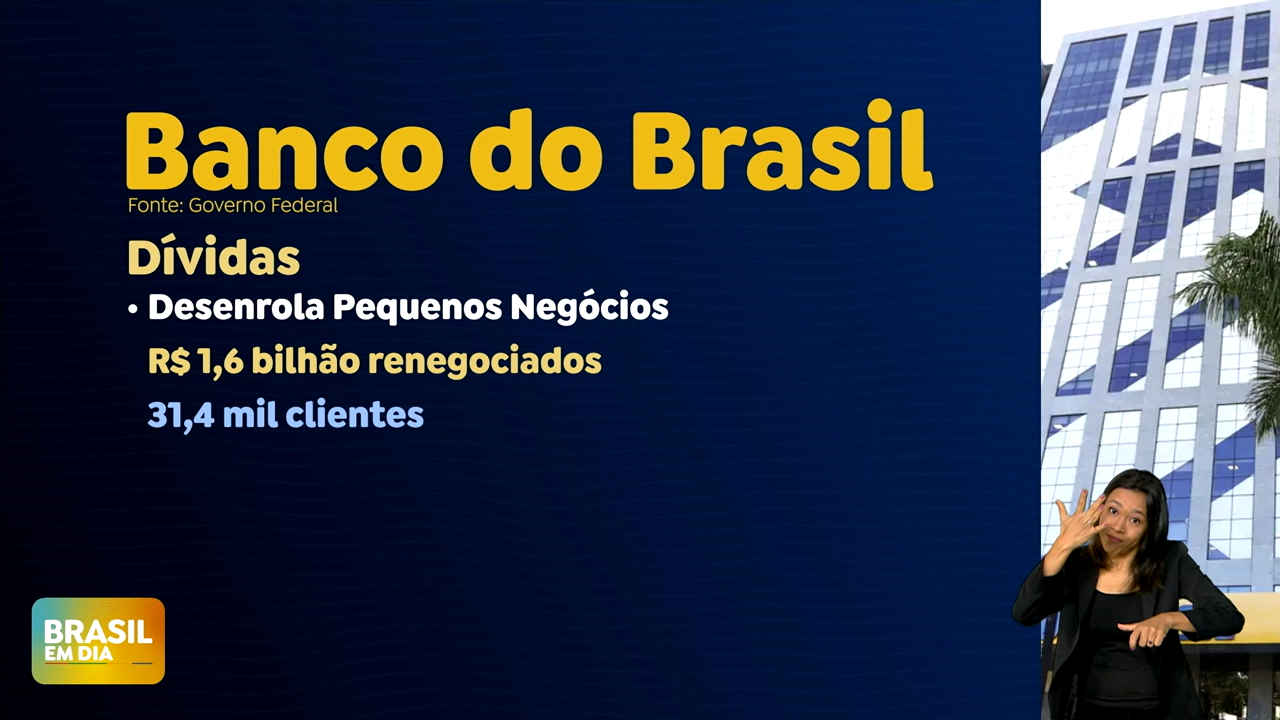 Banco do Brasil
Fonte: Governo Federal
Dívidas
• Desenrola Pequenos Negócios
R$ 1,6 bilhão renegociados
31,4 mil clientes
BRASIL
EM DIA